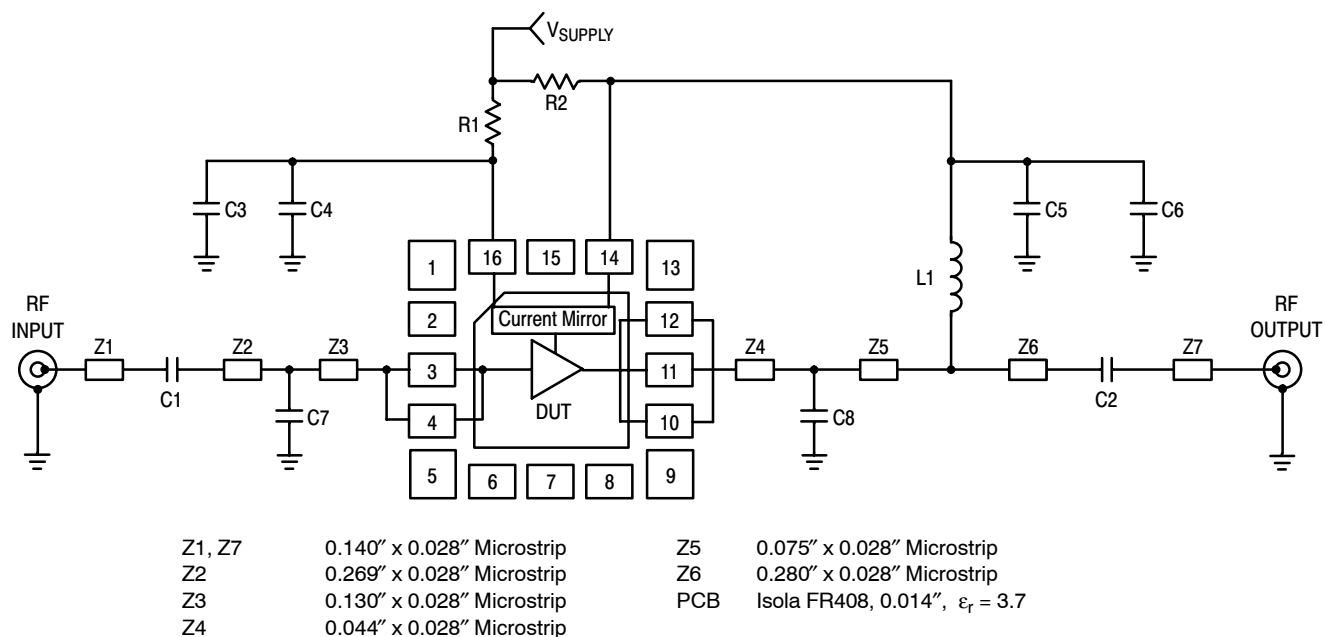 V_SUPPLY
R2
R1
C3
C4
C5
C6
16
15
14
1
13
L1
RF
INPUT
RF
OUTPUT
2
Current Mirror
12
Z1
Z2
Z3
3
11
Z4
Z5
Z6
Z7
C1
C7
DUT
C8
C2
4
10
5
6
7
8
9
Z1, Z7 0.140″ x 0.028″ Microstrip
Z2 0.269″ x 0.028″ Microstrip
Z3 0.130″ x 0.028″ Microstrip
Z4 0.044″ x 0.028″ Microstrip
Z5 0.075″ x 0.028″ Microstrip
Z6 0.280″ x 0.028″ Microstrip
PCB Isola FR408, 0.014″, εr = 3.7